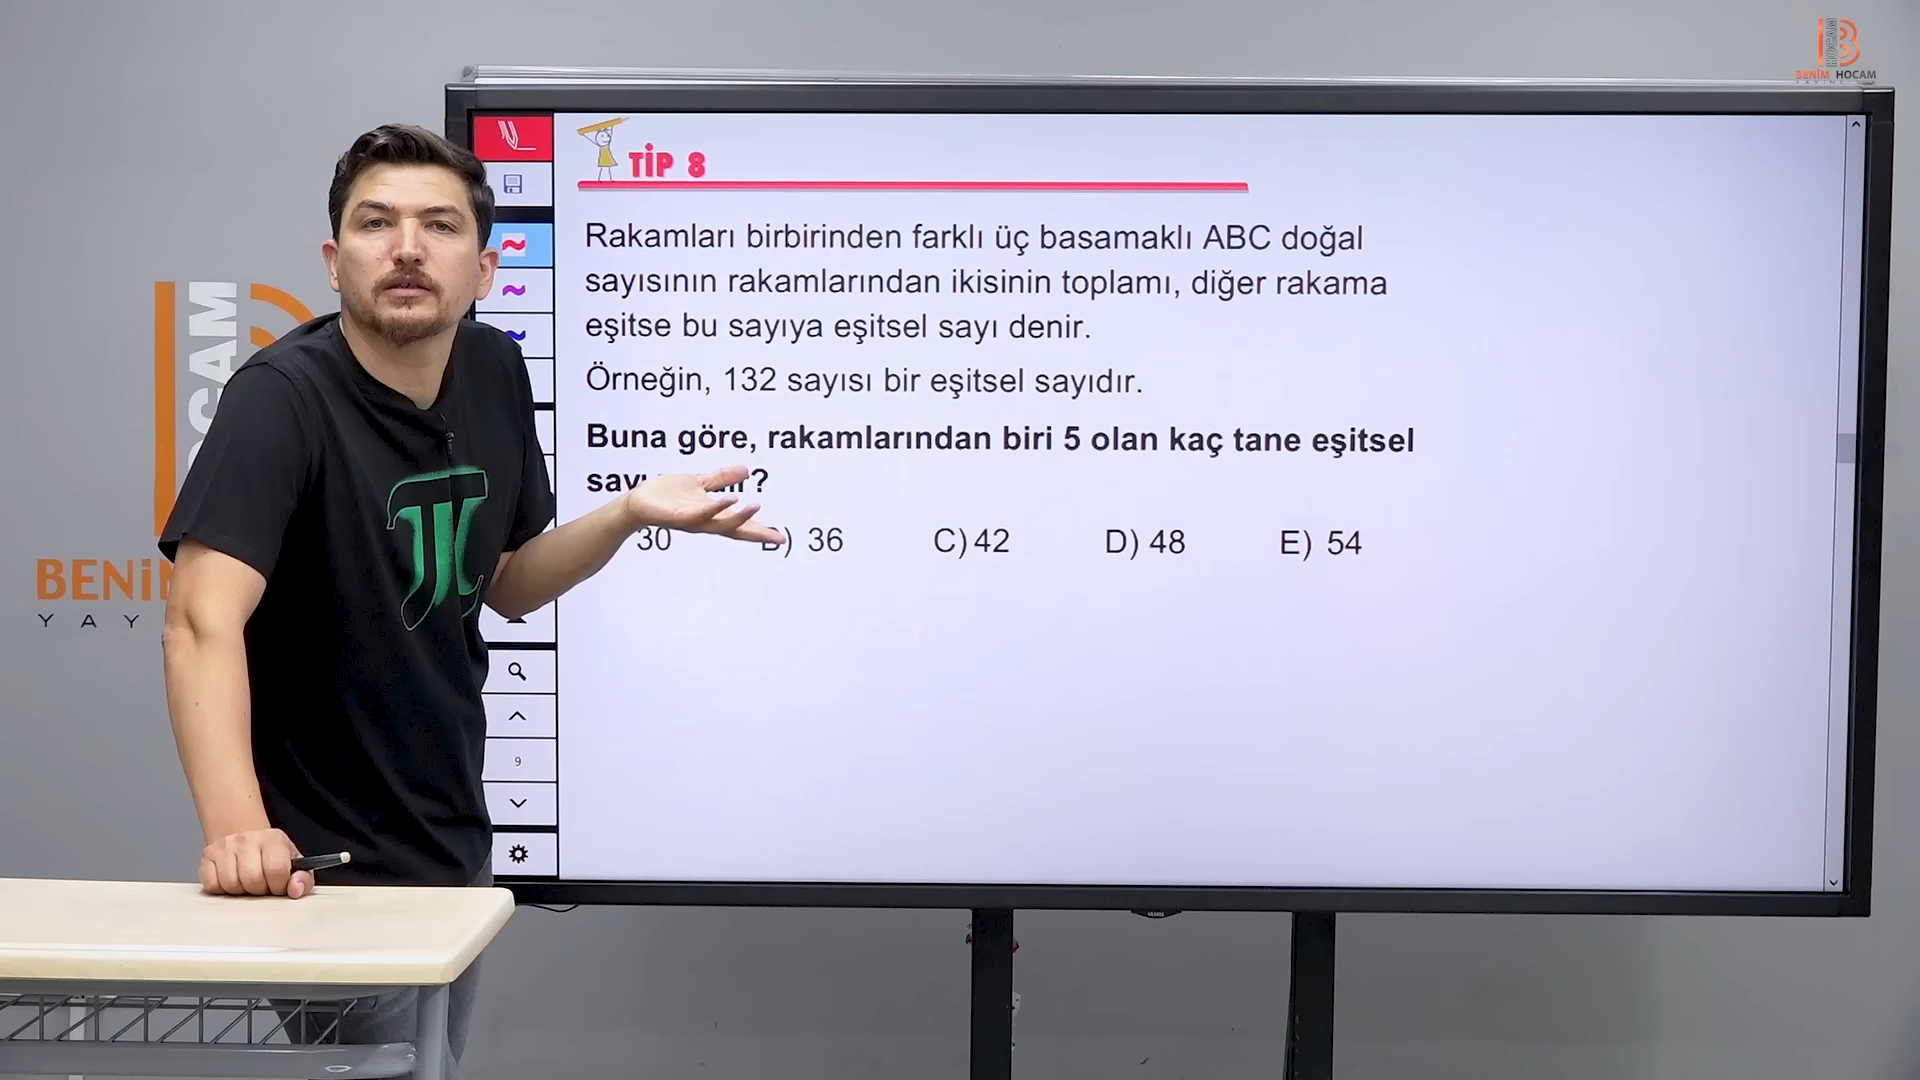 BENİM HOCAM
TİP 8
Rakamları birbirinden farklı üç basamaklı ABC doğal
sayısının rakamlarından ikisinin toplamı, diğer rakama
eşitse bu sayıya eşitsel sayı denir.
Örneğin, 132 sayısı bir eşitsel sayıdır.
Buna göre, rakamlarından biri 5 olan kaç tane eşitsel
?
30 B) 36 C) 42 D) 48 E) 54
9